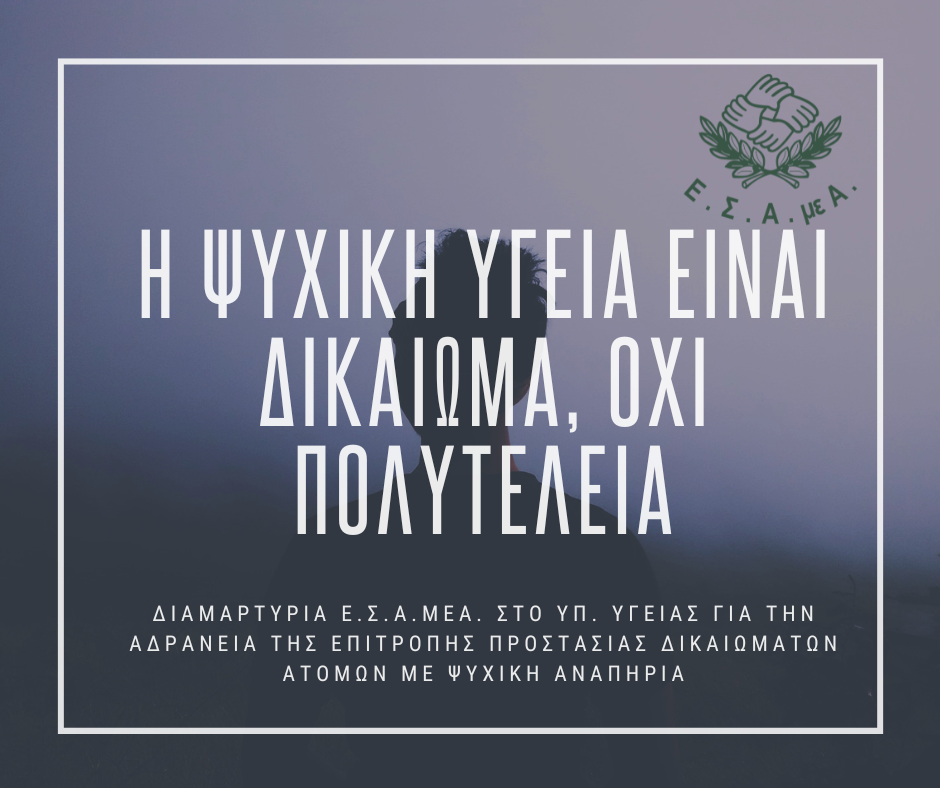 Ε.Σ.Α.μεΑ.
Η ΨΥΧΙΚΗ ΥΓΕΙΑ ΕΙΝΑΙ
ΔΙΚΑΙΩΜΑ, ΟΧΙ
ΠΟΛΥΤΕΛΕΙΑ
ΔΙΑΜΑΡΤΥΡΙΑ Ε.Σ.Α.ΜΕΑ. ΣΤΟ ΥΠ. ΥΓΕΙΑΣ ΓΙΑ ΤΗΝ
ΑΔΡΑΝΕΙΑ ΤΗΣ ΕΠΙΤΡΟΠΗΣ ΠΡΟΣΤΑΣΙΑΣ ΔΙΚΑΙΩΜΑΤΩΝ
ΑΤΟΜΩΝ ΜΕ ΨΥΧΙΚΗ ΑΝΑΠΗΡΙΑ